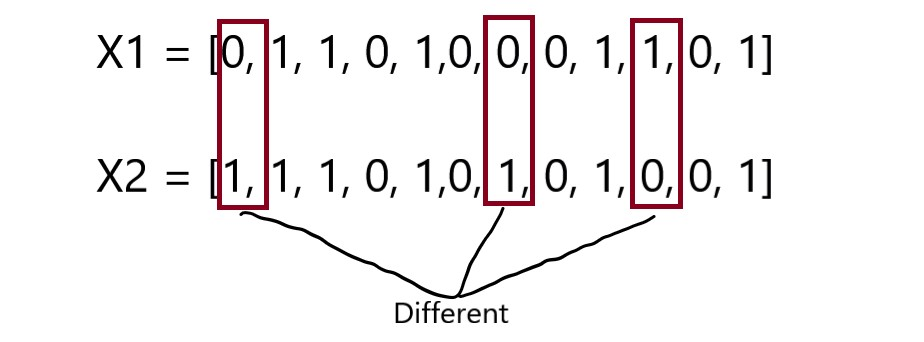 X1 = [0, 1, 1, 0, 1,0, 0, 0, 1, 1, 0, 1]
X2 = [1, 1, 1, 0, 1,0, 1, 0, 1, 0, 0, 1]
Different